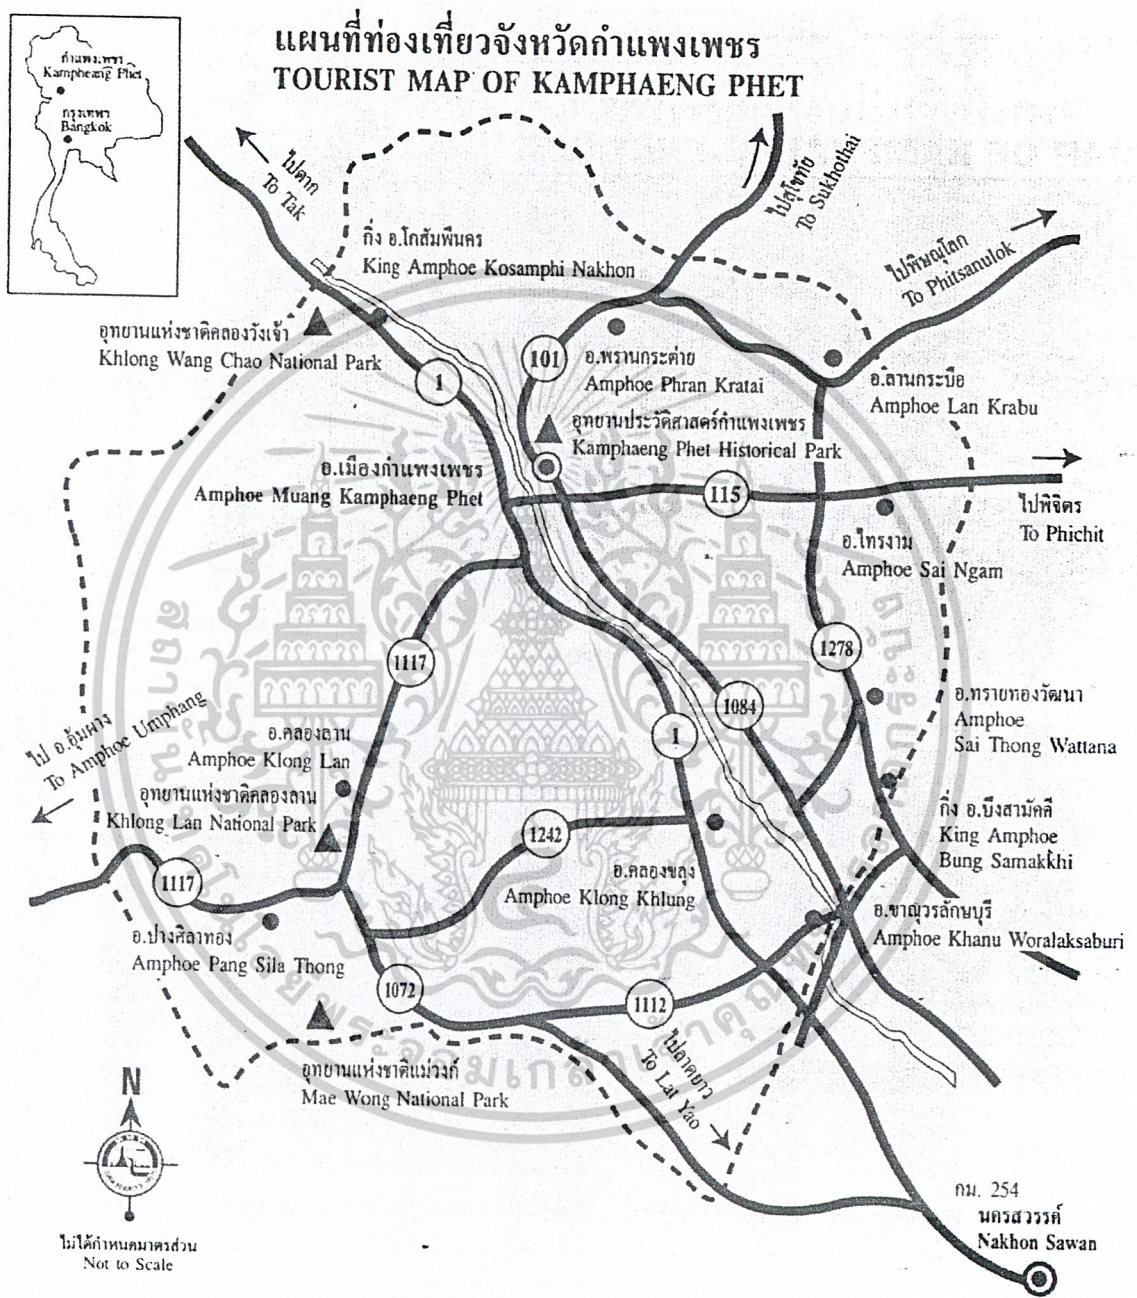 แผนที่ท่องเที่ยวจังหวัดกำแพงเพชร
TOURIST MAP OF KAMPHAENG PHET
กำแพงเพชร
Kampheang Phet
กรุงเทพฯ
Bangkok
ไปตาก
To Tak
ไปสุโขทัย
To Sukhothai
ไปพิษณุโลก
To Phitsanulok
กิ่ง อ.โกสัมพีนคร
King Amphoe Kosamphi Nakhon
อุทยานแห่งชาติคลองวังเจ้า
Khlong Wang Chao National Park
1
101
อ.พรานกระต่าย
Amphoe Phran Kratai
อ.ลานกระบือ
Amphoe Lan Krabu
อุทยานประวัติศาสตร์กำแพงเพชร
Kamphaeng Phet Historical Park
อ.เมืองกำแพงเพชร
Amphoe Muang Kamphaeng Phet
115
ไปพิจิตร
To Phichit
อ.ไทรงาม
Amphoe Sai Ngam
1117
1278
1084
1
อ.ทรายทองวัฒนา
Amphoe
Sai Thong Wattana
ไป อ.อุ้มผาง
To Amphoe Umphang
อ.คลองลาน
Amphoe Klong Lan
อุทยานแห่งชาติคลองลาน
Khlong Lan National Park
กิ่ง อ.บึงสามัคคี
King Amphoe
Bung Samakkhi
1242
อ.คลองขลุง
Amphoe Klong Khlung
1117
อ.ปางศิลาทอง
Amphoe Pang Sila Thong
อ.ขาณุวรลักษบุรี
Amphoe Khanu Woralaksaburi
1072
1112
ไปลาดยาว
To Lat Yao
อุทยานแห่งชาติแม่วงก์
Mae Wong National Park
N
ไม่ได้กำหนดมาตรส่วน
Not to Scale
กม. 254
นครสวรรค์
Nakhon Sawan